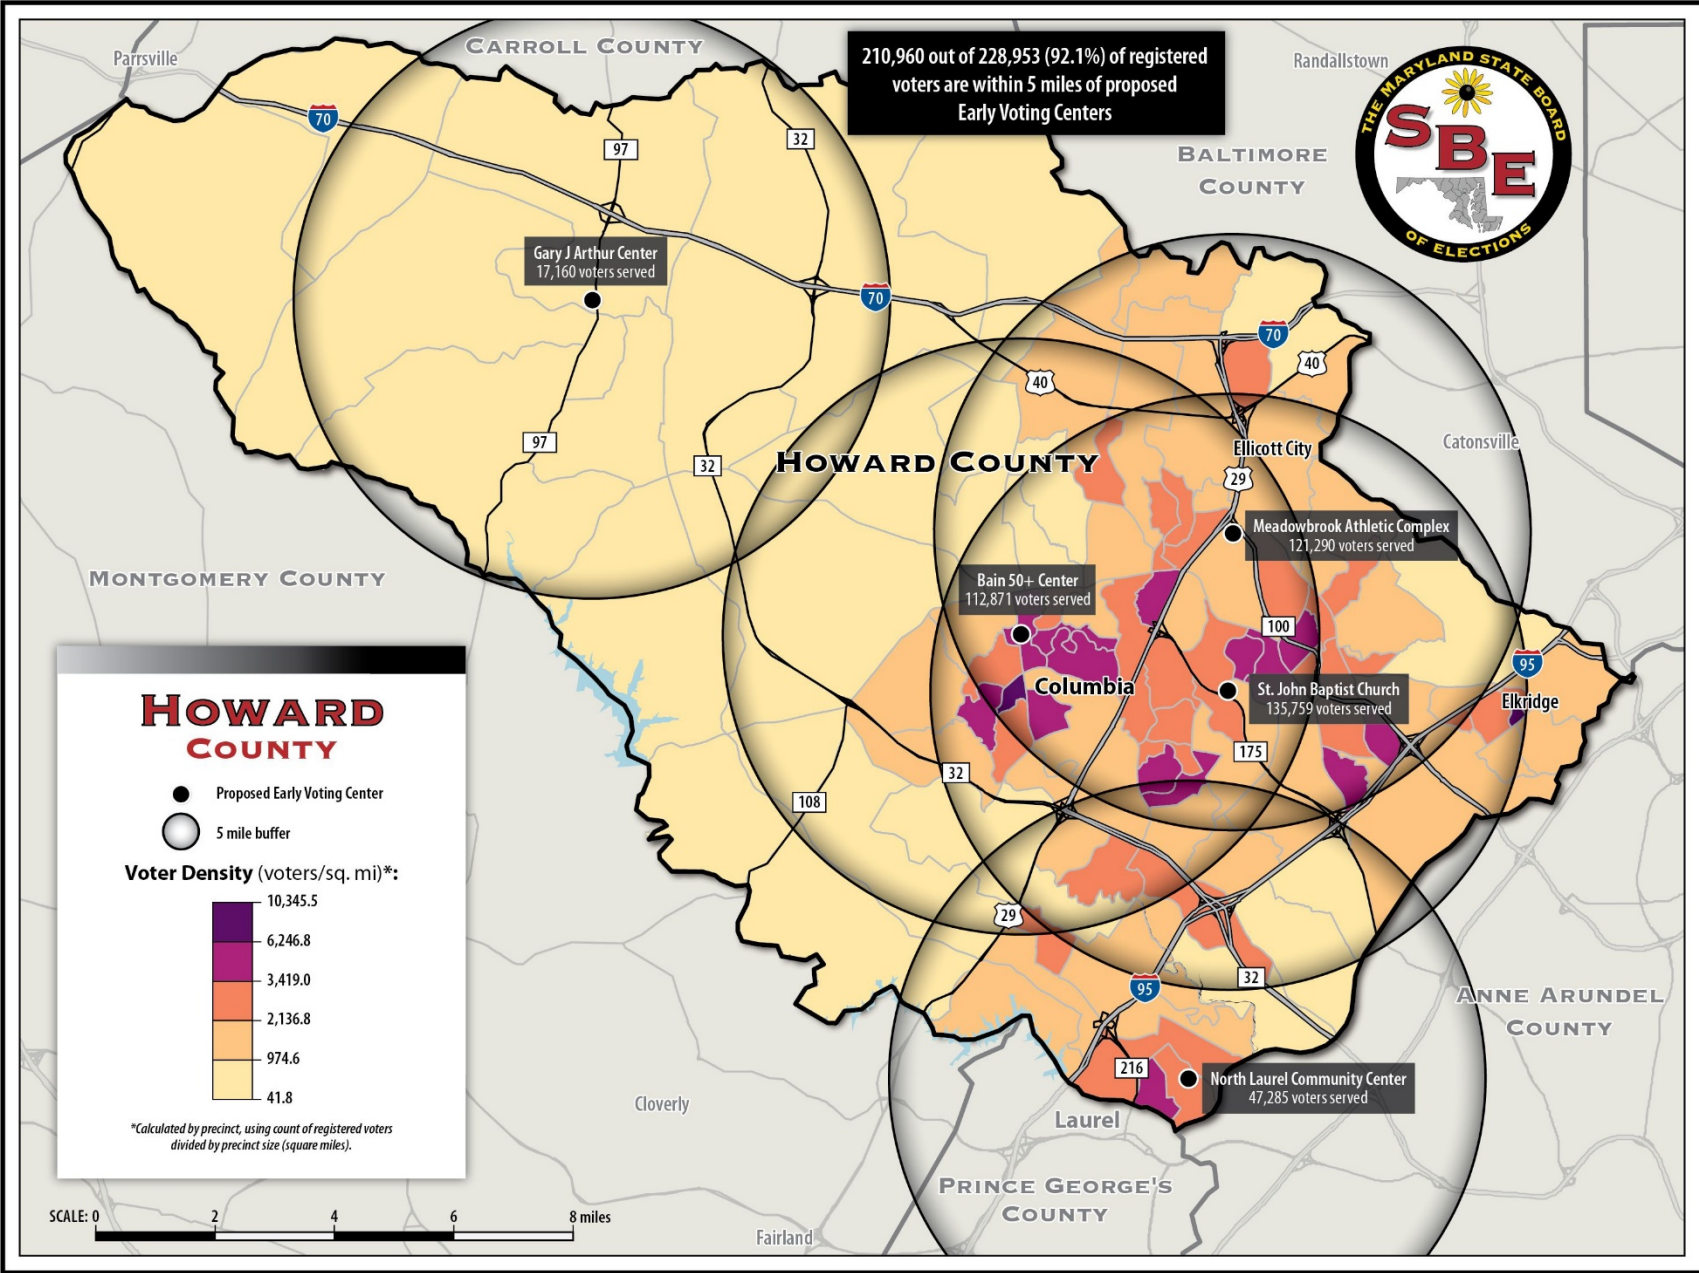 Parrsville
CARROLL COUNTY
210,960 out of 228,953 (92.1%) of registered
voters are within 5 miles of proposed
Early Voting Centers
Randallstown
THE MARYLAND STATE BOARD
SBE
OF ELECTIONS
BALTIMORE
COUNTY
70
97
32
Gary J Arthur Center
17,160 voters served
70
70
40
40
97
32
HOWARD COUNTY
Ellicott City
Catonsville
29
Meadowbrook Athletic Complex
121,290 voters served
MONTGOMERY COUNTY
Bain 50+ Center
112,871 voters served
100
95
Columbia
St. John Baptist Church
135,759 voters served
Elkridge
175
32
108
29
95
32
ANNE ARUNDEL
COUNTY
216
North Laurel Community Center
47,285 voters served
Laurel
Cloverly
PRINCE GEORGE'S
COUNTY
Fairland
HOWARD
COUNTY
Proposed Early Voting Center
5 mile buffer
Voter Density (voters/sq. mi)*:
10,345.5
6,246.8
3,419.0
2,136.8
974.6
41.8
*Calculated by precinct, using count of registered voters
divided by precinct size (square miles).
SCALE: 0 2 4 6 8 miles